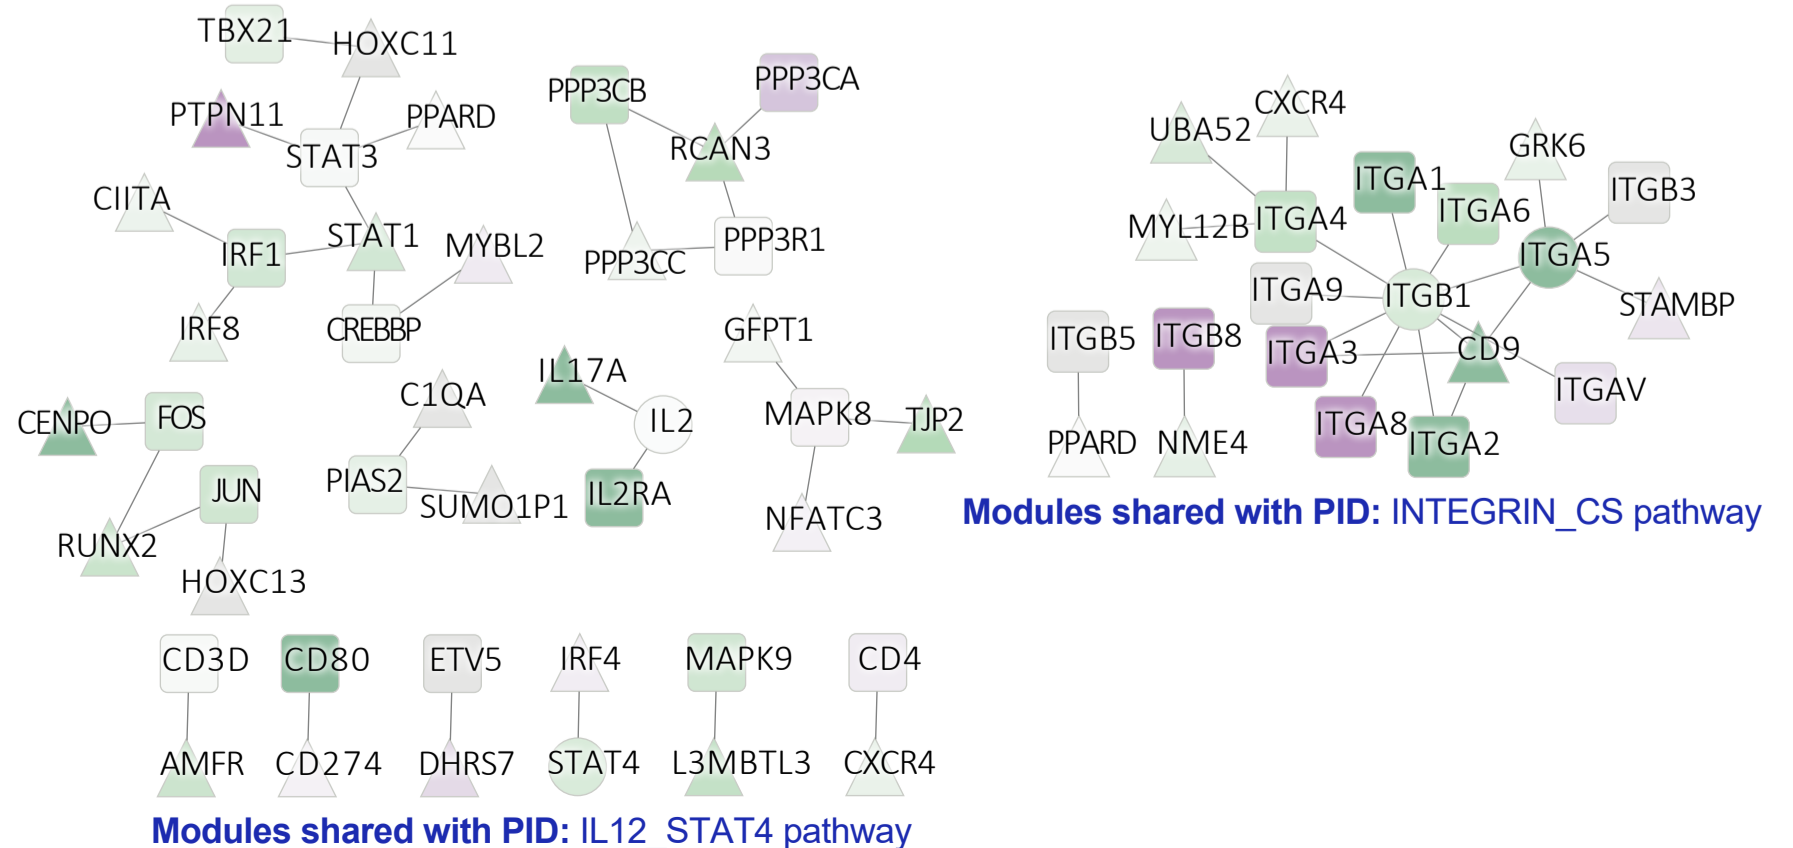 TBX21
HOXC11
PTPN11
PPARD
STAT3
CIITA
IRF1
STAT1
MYBL2
IRF8
CREBBP
PPP3CB
PPP3CA
RCAN3
PPP3CC
PPP3R1
CENPO
FOS
JUN
RUNX2
HOXC13
C1QA
PIAS2
SUMO1P1
IL17A
IL2
IL2RA
GFPT1
MAPK8
TJP2
NFATC3
CD3D
CD80
ETV5
IRF4
MAPK9
CD4
AMFR
CD274
DHRS7
STAT4
L3MBTL3
CXCR4
Modules shared with PID: IL12_STAT4 pathway
UBA52
CXCR4
MYL12B
ITGA4
ITGA1
ITGA6
GRK6
ITGB3
ITGA5
STAMBP
ITGA9
ITGB1
ITGB5
ITGB8
ITGA3
CD9
ITGAV
ITGA8
ITGA2
PPARD
NME4
Modules shared with PID: INTEGRIN_CS pathway